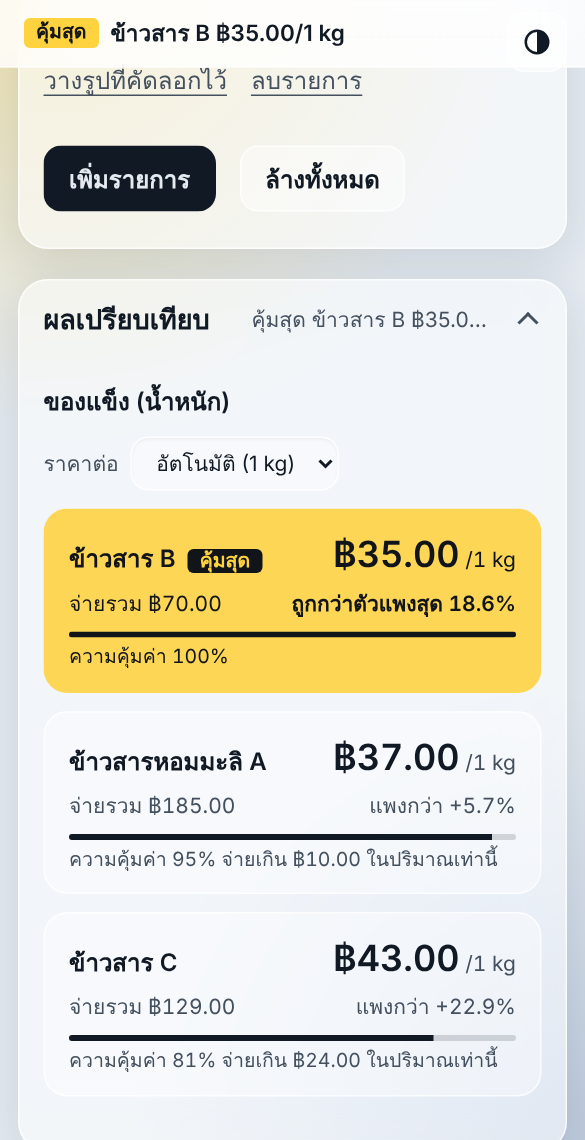 คุ้มสุด ข้าวสาร B ฿35.00/1 kg
วางรูปที่คัดลอกไว้ ลบรายการ
เพิ่มรายการ ล้างทั้งหมด
ผลเปรียบเทียบ คุ้มสุด ข้าวสาร B ฿35.0...
ของแข็ง (น้ำหนัก)
ราคาต่อ อัตโนมัติ (1 kg)
ข้าวสาร B คุ้มสุด ฿35.00 /1 kg
จ่ายรวม ฿70.00 ถูกกว่าตัวแพงสุด 18.6%
ความคุ้มค่า 100%
ข้าวสารหอมมะลิ A ฿37.00 /1 kg
จ่ายรวม ฿185.00 แพงกว่า +5.7%
ความคุ้มค่า 95% จ่ายเกิน ฿10.00 ในปริมาณเท่านี้
ข้าวสาร C ฿43.00 /1 kg
จ่ายรวม ฿129.00 แพงกว่า +22.9%
ความคุ้มค่า 81% จ่ายเกิน ฿24.00 ในปริมาณเท่านี้